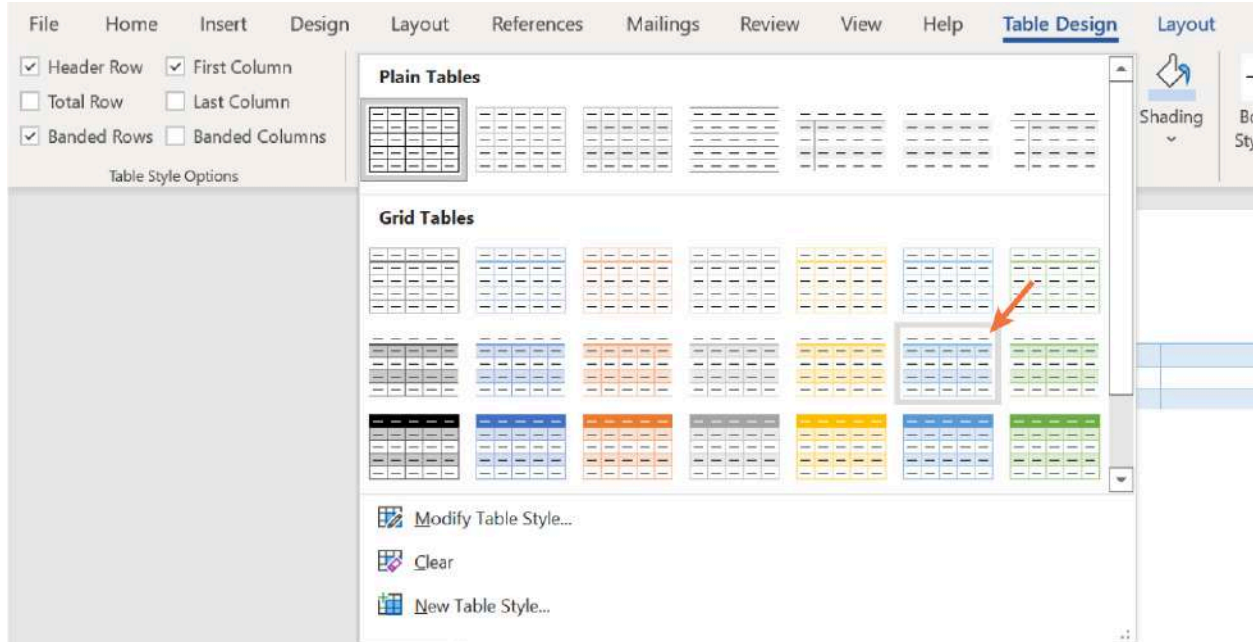 File Home Insert Design Layout References Mailings Review View Help Table Design Layout
Header Row First Column
Total Row Last Column
Banded Rows Banded Columns
Table Style Options
Plain Tables
Grid Tables
Modify Table Style...
Clear
New Table Style...
Shading